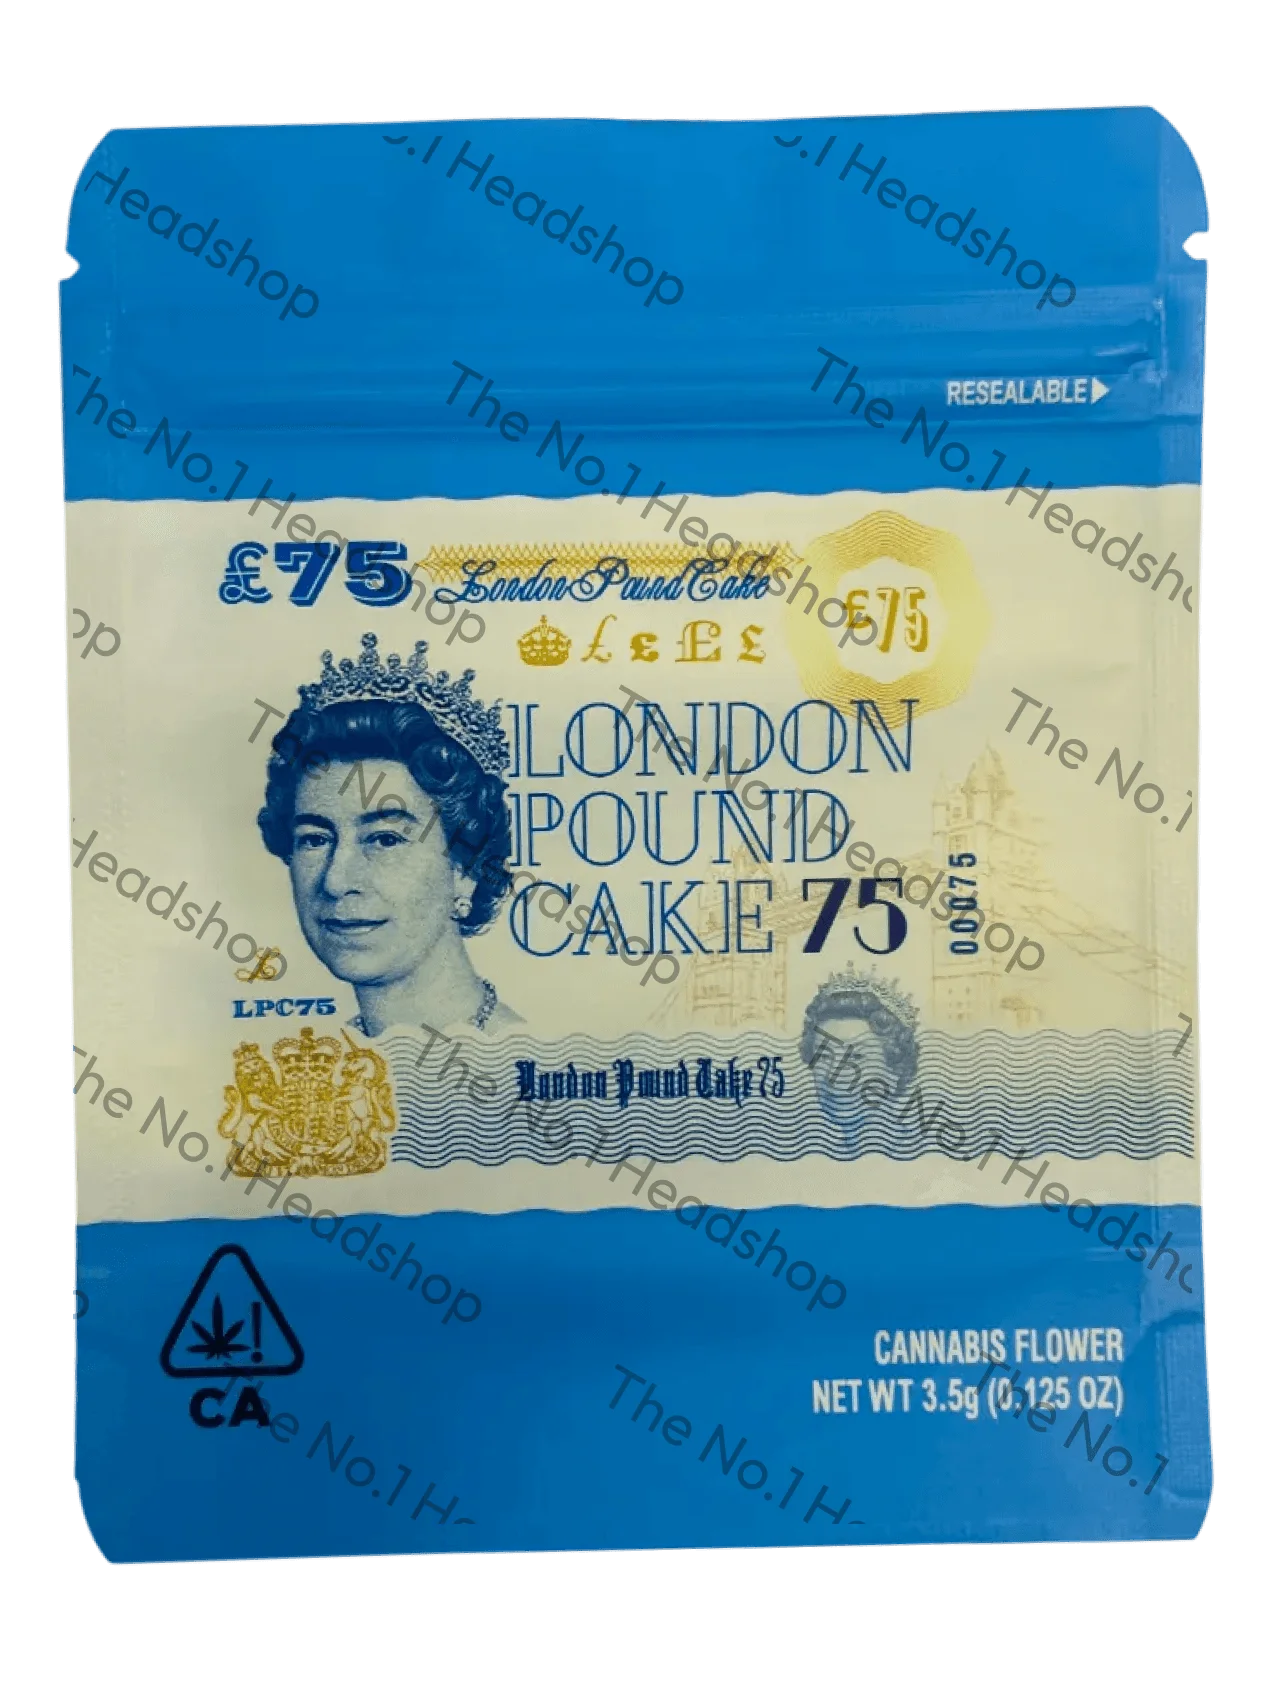 RESEALABLE
£75
London Pound Cake
£75
£ £ £ £
LONDON
POUND
CAKE 75
00075
£
LPC75
London Pound Cake 75
CA
CANNABIS FLOWER
NET WT 3.5g (0.125 OZ)
The No.1 Headshop